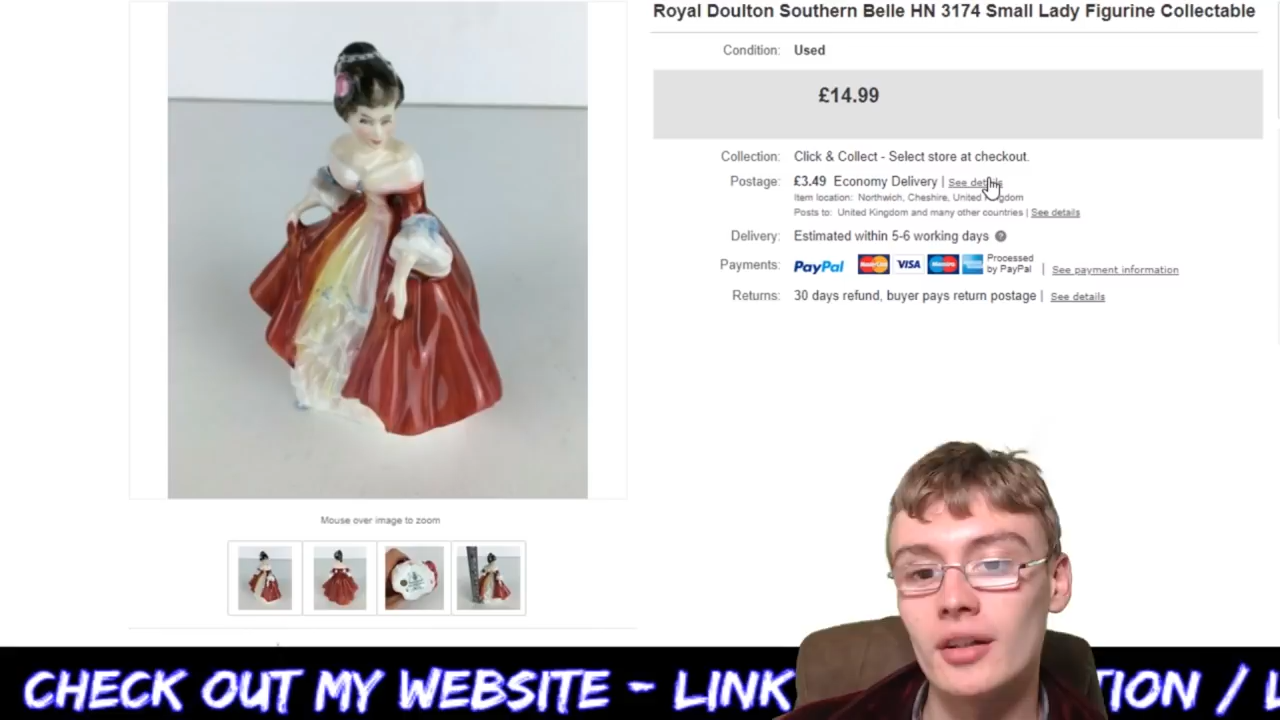 Royal Doulton Southern Belle HN 3174 Small Lady Figurine Collectable
Condition: Used
£14.99
Collection: Click & Collect - Select store at checkout.
Postage: £3.49 Economy Delivery | See details
Item location: Northwich, Cheshire, United Kingdom
Posts to: United Kingdom and many other countries | See details
Delivery: Estimated within 5-6 working days
Payments: PayPal MasterCard VISA Maestro Processed by PayPal | See payment information
Returns: 30 days refund, buyer pays return postage | See details
Mouse over image to zoom
CHECK OUT MY WEBSITE - LINK TION / L